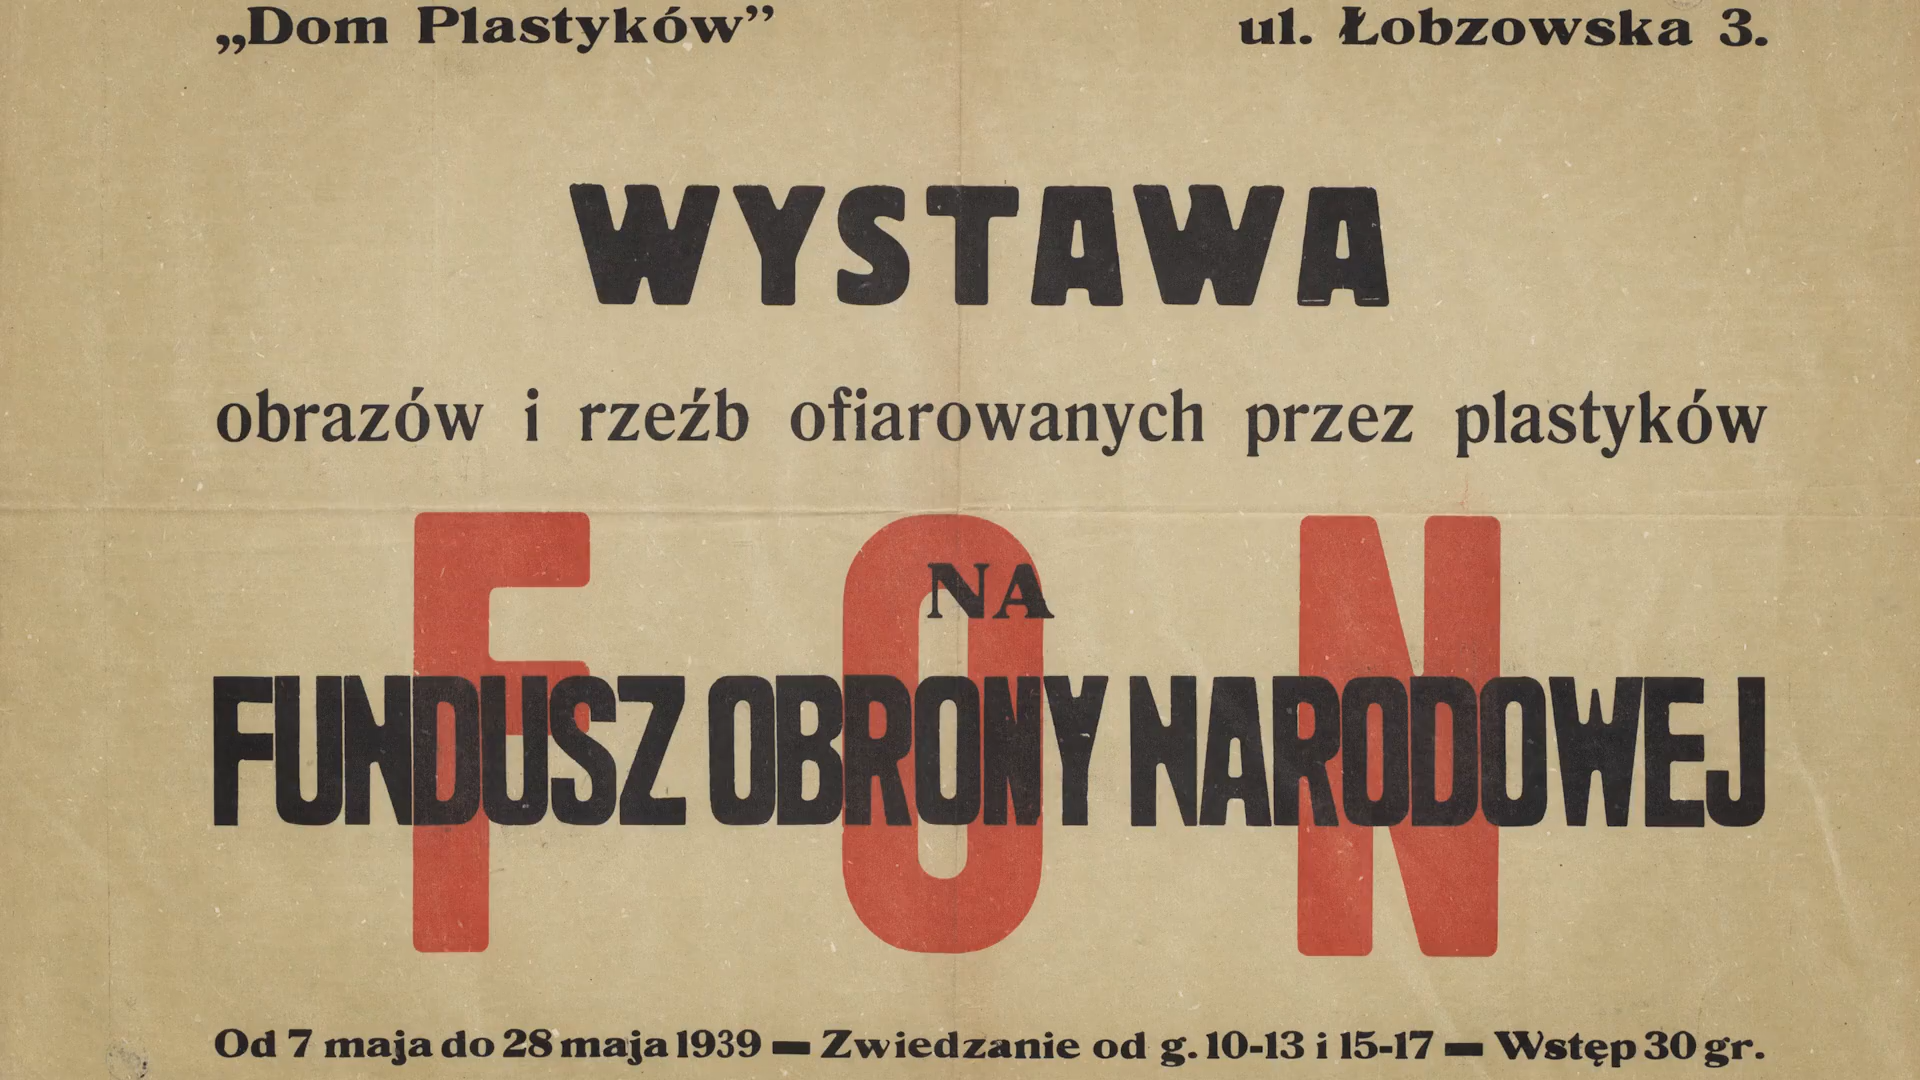 „Dom Plastyków” ul. Łobzowska 3.
WYSTAWA
obrazów i rzeźb ofiarowanych przez plastyków
F O N
NA
FUNDUSZ OBRONY NARODOWEJ
Od 7 maja do 28 maja 1939 — Zwiedzanie od g. 10-13 i 15-17 — Wstęp 30 gr.